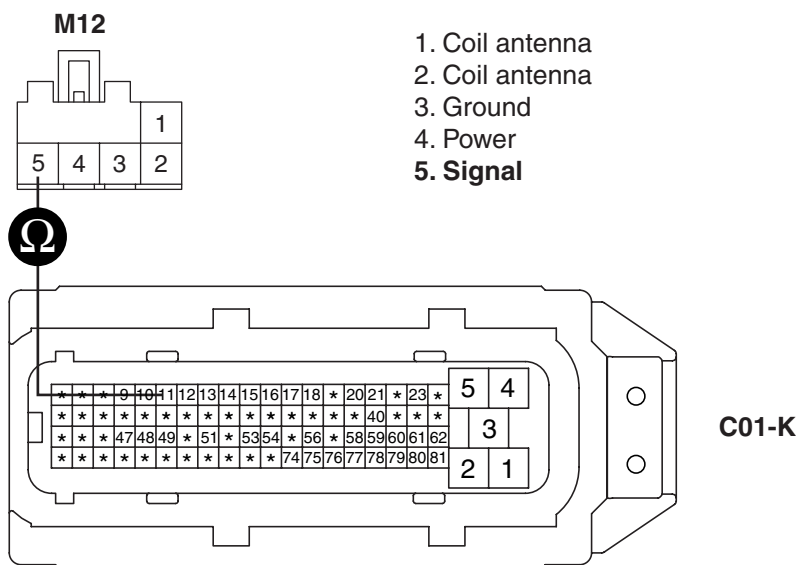 M12
1
5 4 3 2
1. Coil antenna
2. Coil antenna
3. Ground
4. Power
5. Signal
Ω
* * * 9 10 11 12 13 14 15 16 17 18 * 20 21 * 23 *
* * * * * * * * * * * * * * * 40 * * *
* * * 47 48 49 * 51 * 53 54 * 56 * 58 59 60 61 62
* * * * * * * * * * * 74 75 76 77 78 79 80 81
5 4
3
2 1
C01-K